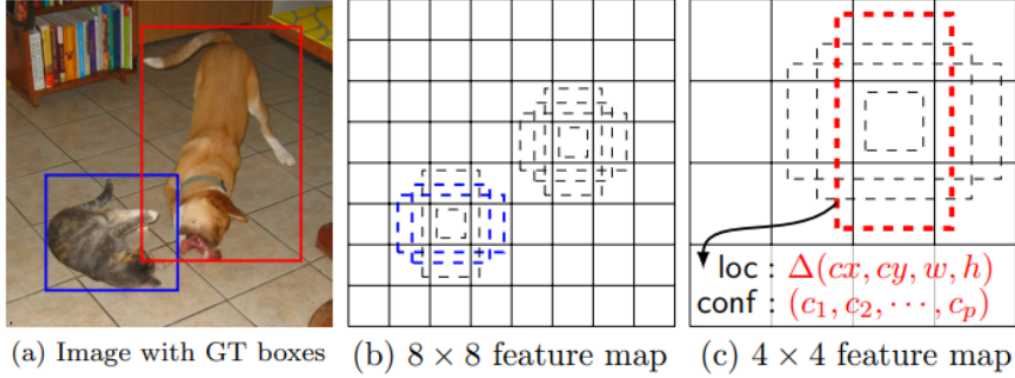 loc : Δ(cx, cy, w, h)
conf : (c₁, c₂, ⋯, cₚ)
(a) Image with GT boxes
(b) 8 × 8 feature map
(c) 4 × 4 feature map